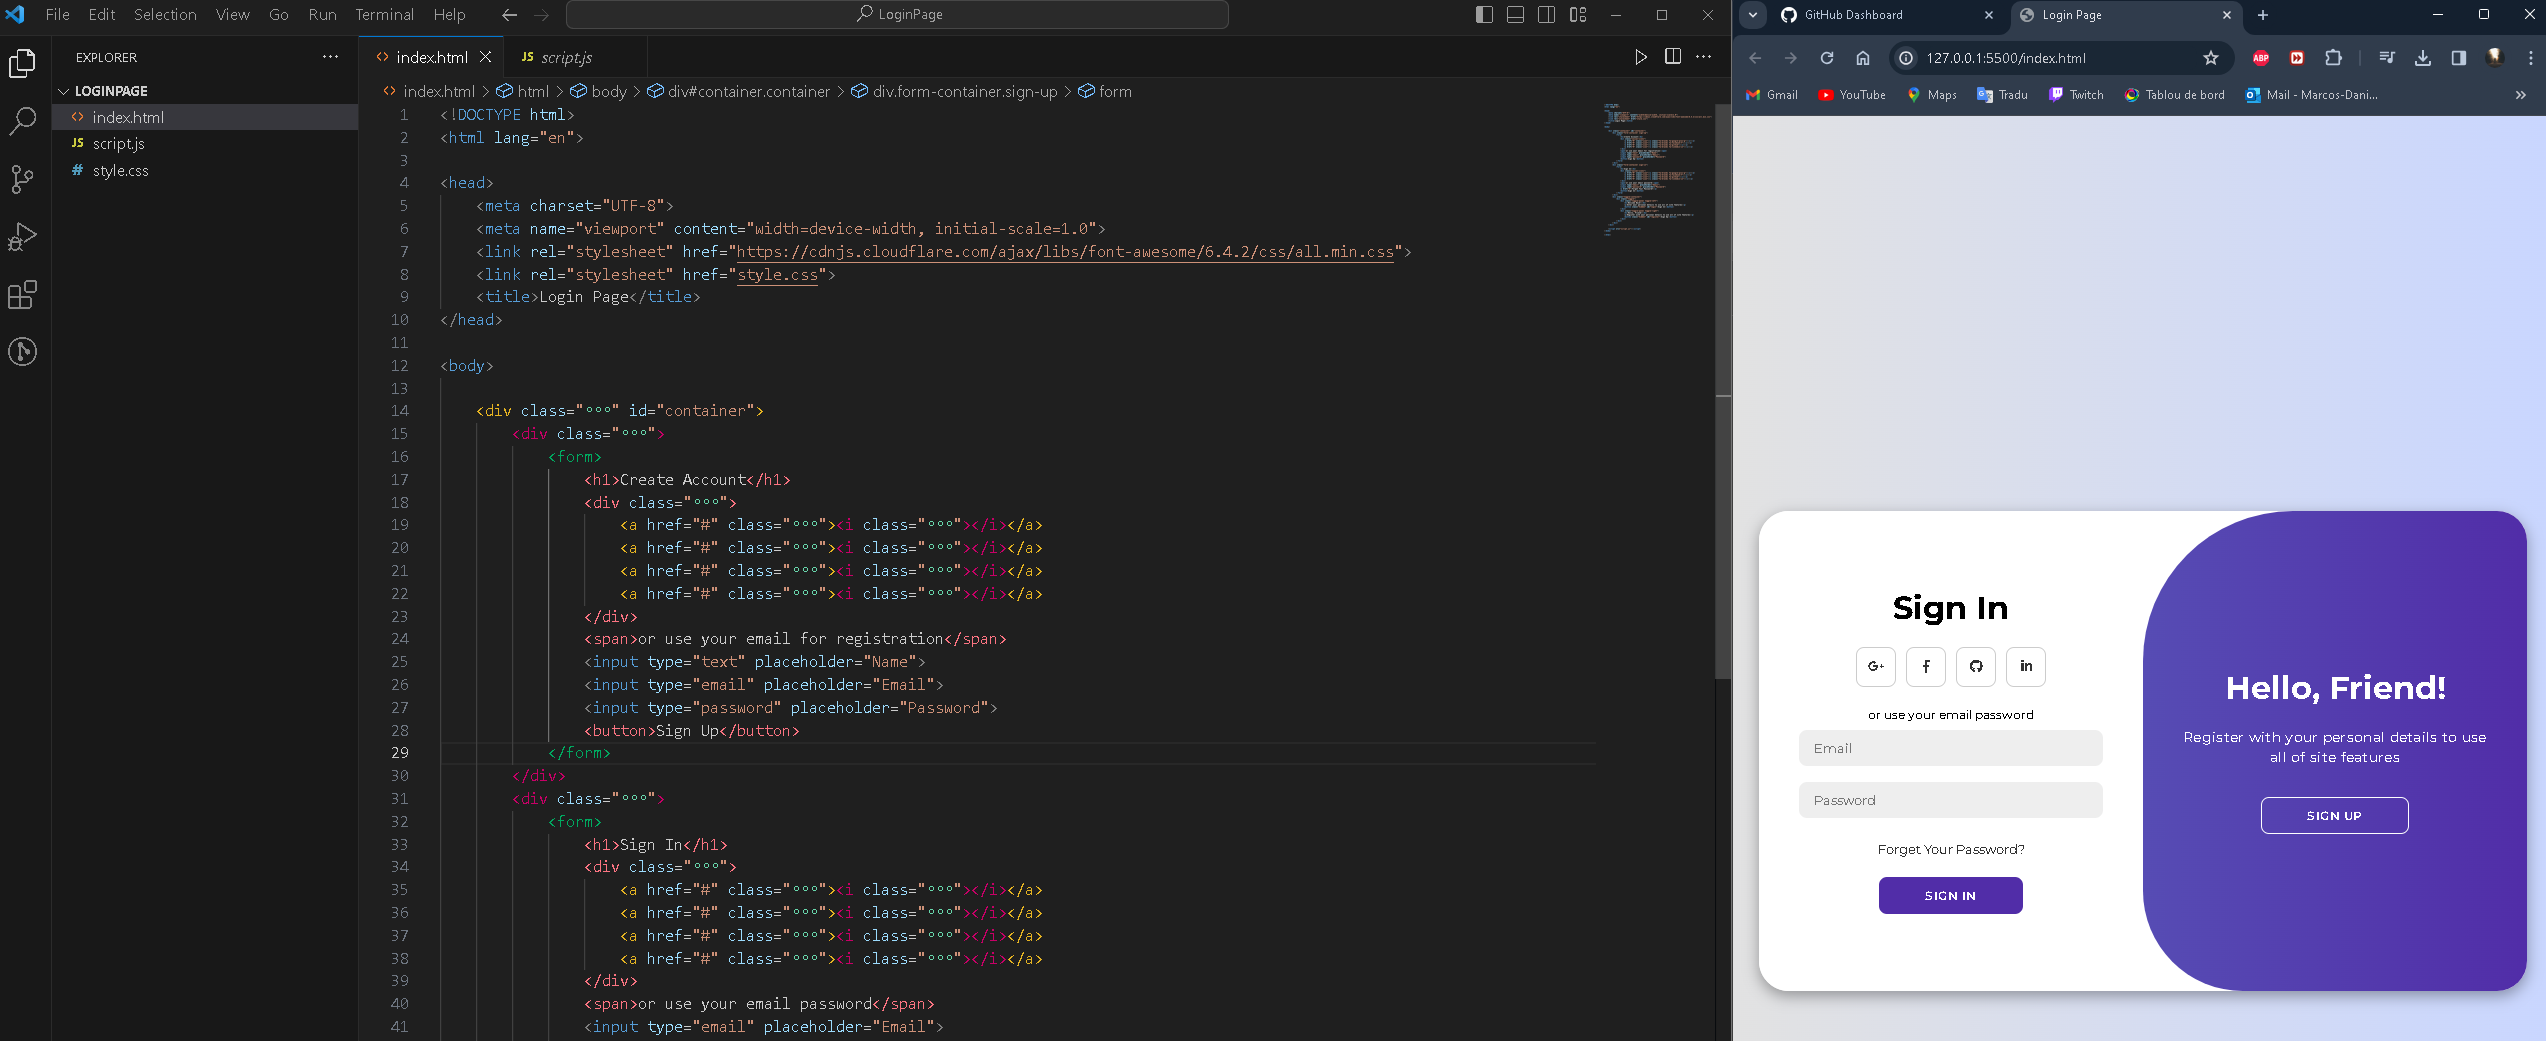 File Edit Selection View Go Run Terminal Help
LoginPage
EXPLORER
LOGINPAGE
index.html
JS script.js
# style.css
index.html
JS script.js
index.html > html > body > div#container.container > div.form-container.sign-up > form
1 <!DOCTYPE html>
2 <html lang="en">
3
4 <head>
5 <meta charset="UTF-8">
6 <meta name="viewport" content="width=device-width, initial-scale=1.0">
7 <link rel="stylesheet" href="https://cdnjs.cloudflare.com/ajax/libs/font-awesome/6.4.2/css/all.min.css">
8 <link rel="stylesheet" href="style.css">
9 <title>Login Page</title>
10 </head>
11
12 <body>
13
14 <div class="°°°" id="container">
15 <div class="°°°">
16 <form>
17 <h1>Create Account</h1>
18 <div class="°°°">
19 <a href="#" class="°°°"><i class="°°°"></i></a>
20 <a href="#" class="°°°"><i class="°°°"></i></a>
21 <a href="#" class="°°°"><i class="°°°"></i></a>
22 <a href="#" class="°°°"><i class="°°°"></i></a>
23 </div>
24 <span>or use your email for registration</span>
25 <input type="text" placeholder="Name">
26 <input type="email" placeholder="Email">
27 <input type="password" placeholder="Password">
28 <button>Sign Up</button>
29 </form>
30 </div>
31 <div class="°°°">
32 <form>
33 <h1>Sign In</h1>
34 <div class="°°°">
35 <a href="#" class="°°°"><i class="°°°"></i></a>
36 <a href="#" class="°°°"><i class="°°°"></i></a>
37 <a href="#" class="°°°"><i class="°°°"></i></a>
38 <a href="#" class="°°°"><i class="°°°"></i></a>
39 </div>
40 <span>or use your email password</span>
41 <input type="email" placeholder="Email">
GitHub Dashboard
Login Page
127.0.0.1:5500/index.html
ABP
Gmail YouTube Maps Tradu Twitch Tablou de bord Mail - Marcos-Dani...
Sign In
G+ f in
or use your email password
Email
Password
Forget Your Password?
SIGN IN
Hello, Friend!
Register with your personal details to use
all of site features
SIGN UP